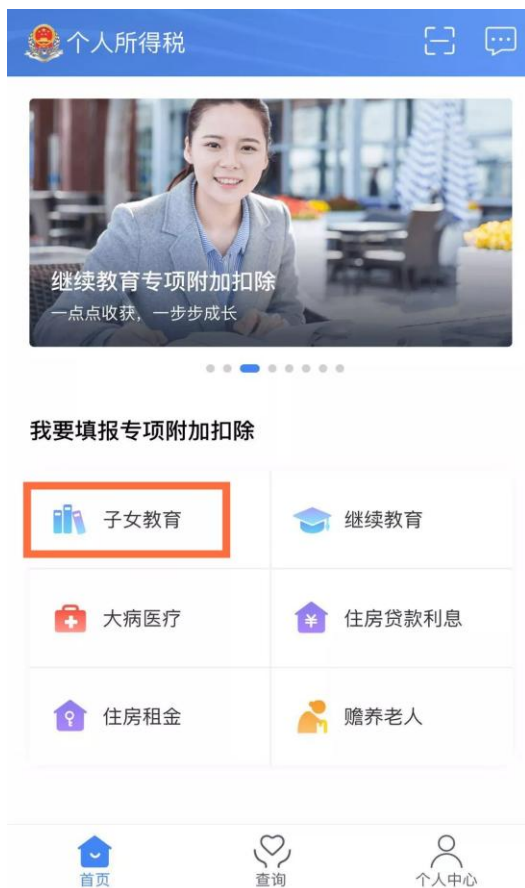 个人所得税
继续教育专项附加扣除
一点点收获，一步步成长
我要填报专项附加扣除
子女教育
继续教育
大病医疗
住房贷款利息
住房租金
赡养老人
首页
查询
个人中心